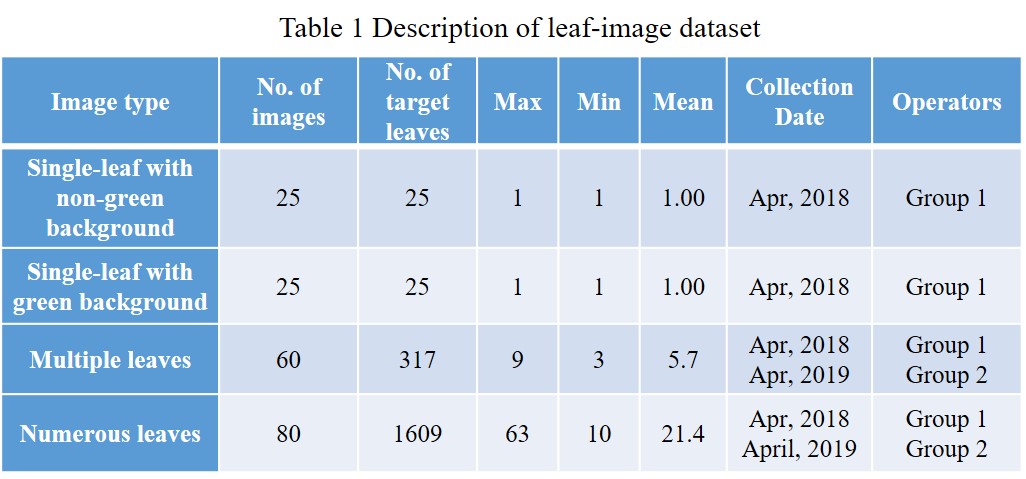 Table 1 Description of leaf-image dataset
Image type
No. of
images
No. of
target
leaves
Max
Min
Mean
Collection
Date
Operators
Single-leaf with
non-green
background
25
25
1
1
1.00
Apr, 2018
Group 1
Single-leaf with
green background
25
25
1
1
1.00
Apr, 2018
Group 1
Multiple leaves
60
317
9
3
5.7
Apr, 2018
Apr, 2019
Group 1
Group 2
Numerous leaves
80
1609
63
10
21.4
Apr, 2018
April, 2019
Group 1
Group 2